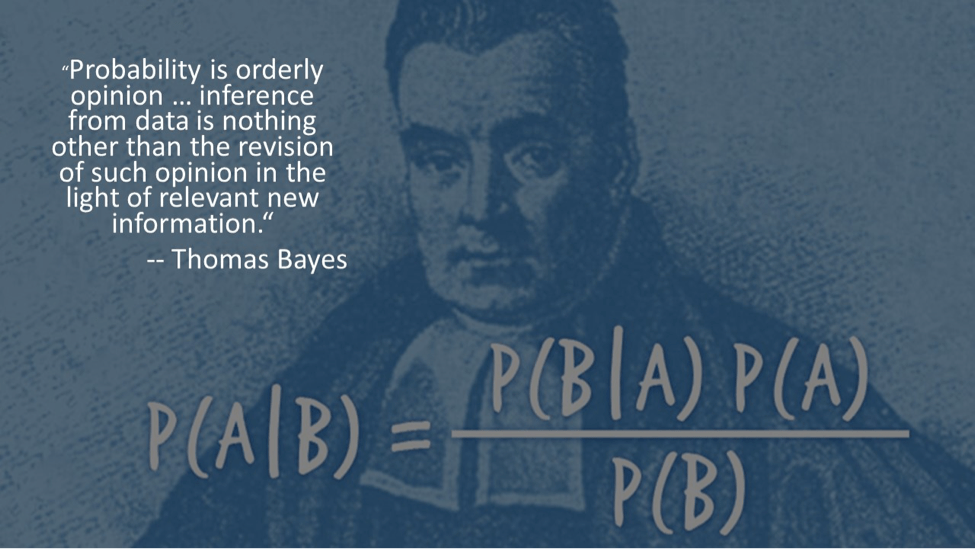 “Probability is orderly
opinion ... inference
from data is nothing
other than the revision
of such opinion in the
light of relevant new
information.“
-- Thomas Bayes
P(A|B) = P(B|A) P(A)
P(B)